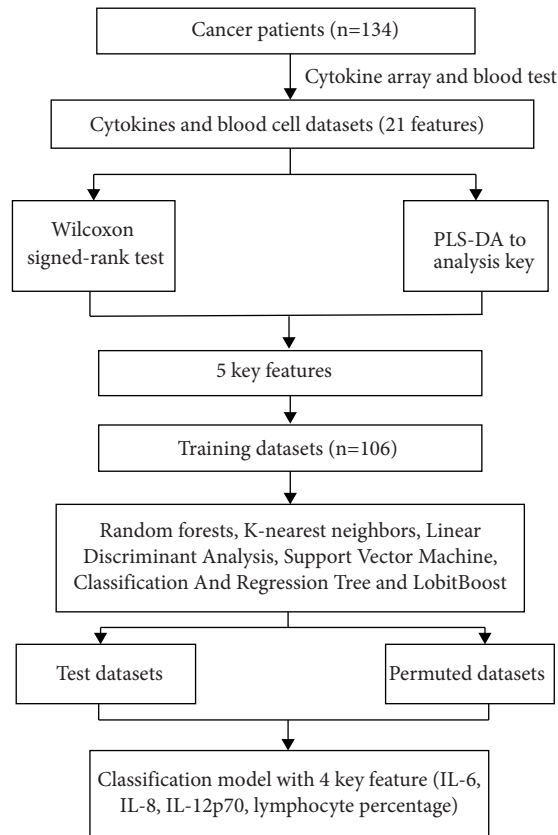 Cancer patients (n=134)
Cytokine array and blood test
Cytokines and blood cell datasets (21 features)
Wilcoxon
signed-rank test
PLS-DA to
analysis key
5 key features
Training datasets (n=106)
Random forests, K-nearest neighbors, Linear
Discriminant Analysis, Support Vector Machine,
Classification And Regression Tree and LobitBoost
Test datasets
Permuted datasets
Classification model with 4 key feature (IL-6,
IL-8, IL-12p70, lymphocyte percentage)